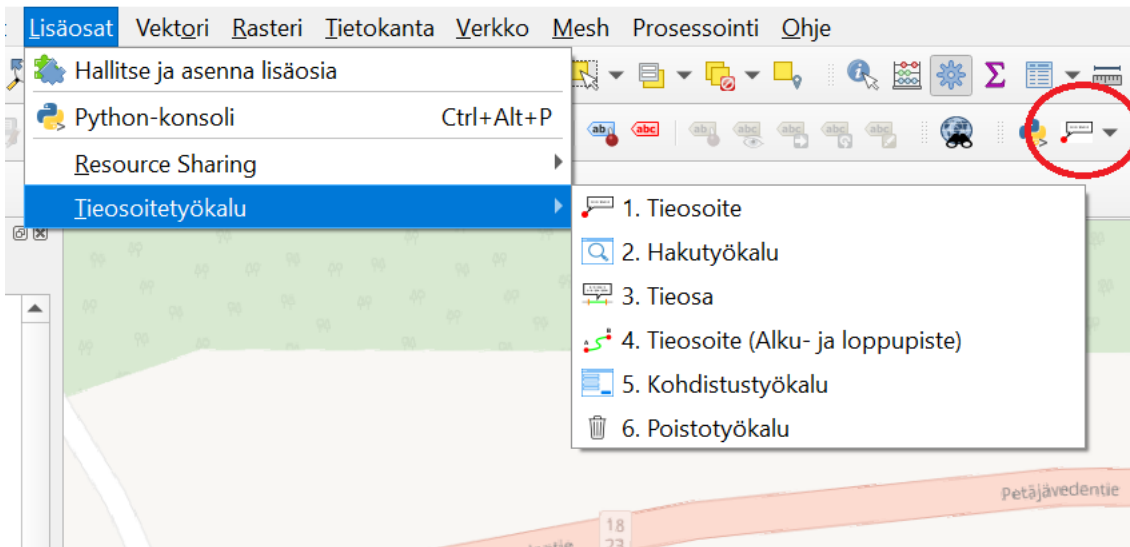 Lisäosat Vektori Rasteri Tietokanta Verkko Mesh Prosessointi Ohje
Hallitse ja asenna lisäosia
Python-konsoli Ctrl+Alt+P
Resource Sharing
Tieosoitetyökalu
1. Tieosoite
2. Hakutyökalu
3. Tieosa
4. Tieosoite (Alku- ja loppupiste)
5. Kohdistustyökalu
6. Poistotyökalu
Petäjävedentie
18
23